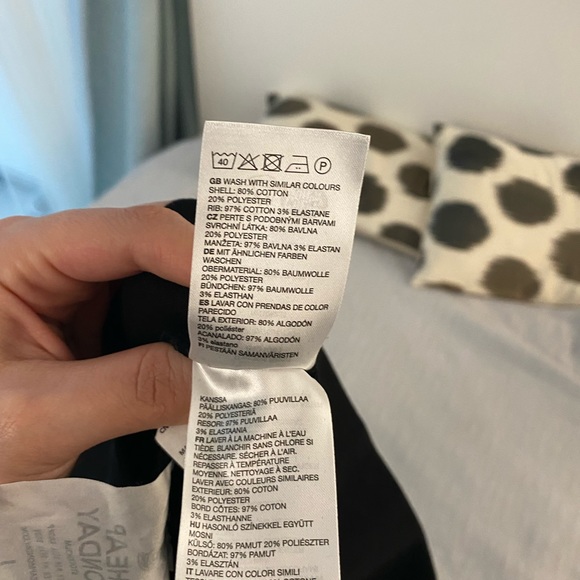 40 P
GB WASH WITH SIMILAR COLOURS
SHELL: 80% COTTON
20% POLYESTER
RIB: 97% COTTON 3% ELASTANE
CZ PERTE S PODOBNÝMI BARVAMI
SVRCHNÍ LÁTKA: 80% BAVLNA
20% POLYESTER
MANŽETA: 97% BAVLNA 3% ELASTAN
DE MIT ÄHNLICHEN FARBEN
WASCHEN
OBERMATERIAL: 80% BAUMWOLLE
20% POLYESTER
BÜNDCHEN: 97% BAUMWOLLE
3% ELASTHAN
ES LAVAR CON PRENDAS DE COLOR
PARECIDO
TELA EXTERIOR: 80% ALGODÓN
20% poliéster
ACANALADO: 97% ALGODÓN
3% elastano
FI PESTÄÄN SAMANVÄRISTEN
KANSSA
PÄÄLLISKANGAS: 80% PUUVILLAA
20% POLYESTERIÄ
RESORI: 97% PUUVILLAA
3% ELASTAANIA
FR LAVER À LA MACHINE À L'EAU
TIÈDE. BLANCHIR SANS CHLORE SI
NÉCESSAIRE. SÉCHER À L'AIR.
REPASSER À TEMPÉRATURE
MOYENNE. NETTOYAGE À SEC.
LAVER AVEC COULEURS SIMILAIRES
EXTERIEUR: 80% COTON
20% POLYESTER
BORD CÔTES: 97% COTON
3% ELASTHANNE
HU HASONLÓ SZÍNEKKEL EGYÜTT
MOSNI
KÜLSŐ: 80% PAMUT 20% POLIÉSZTER
BORDÁZAT: 97% PAMUT
3% ELASZTÁN
IT LAVARE CON COLORI SIMILI